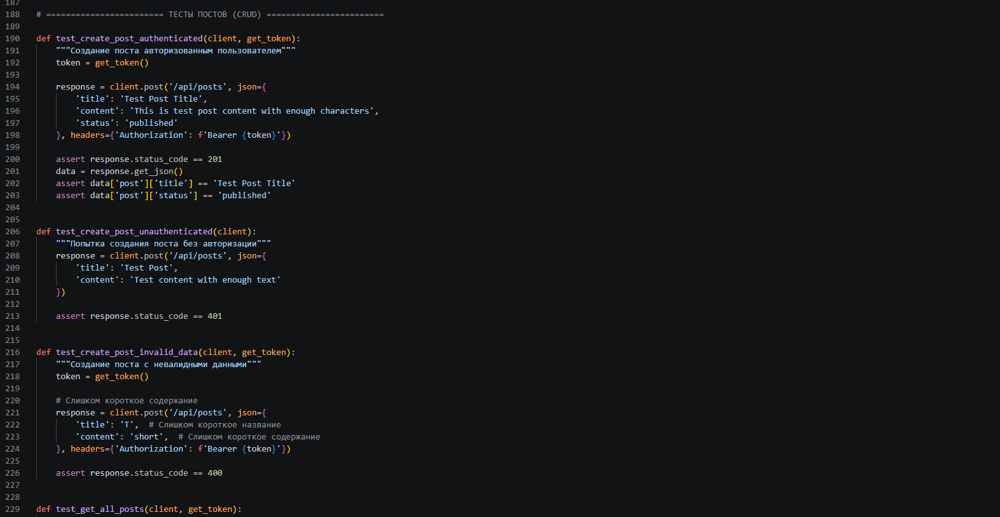 187
188 # ======================== ТЕСТЫ ПОСТОВ (CRUD) ========================
189
190 def test_create_post_authenticated(client, get_token):
191     """Создание поста авторизованным пользователем"""
192     token = get_token()
193
194     response = client.post('/api/posts', json={
195         'title': 'Test Post Title',
196         'content': 'This is test post content with enough characters',
197         'status': 'published'
198     }, headers={'Authorization': f'Bearer {token}'})
199
200     assert response.status_code == 201
201     data = response.get_json()
202     assert data['post']['title'] == 'Test Post Title'
203     assert data['post']['status'] == 'published'
204
205
206 def test_create_post_unauthenticated(client):
207     """Попытка создания поста без авторизации"""
208     response = client.post('/api/posts', json={
209         'title': 'Test Post',
210         'content': 'Test content with enough text'
211     })
212
213     assert response.status_code == 401
214
215
216 def test_create_post_invalid_data(client, get_token):
217     """Создание поста с невалидными данными"""
218     token = get_token()
219
220     # Слишком короткое содержание
221     response = client.post('/api/posts', json={
222         'title': 'T',  # Слишком короткое название
223         'content': 'short',  # Слишком короткое содержание
224     }, headers={'Authorization': f'Bearer {token}'})
225
226     assert response.status_code == 400
227
228
229 def test_get_all_posts(client, get_token):